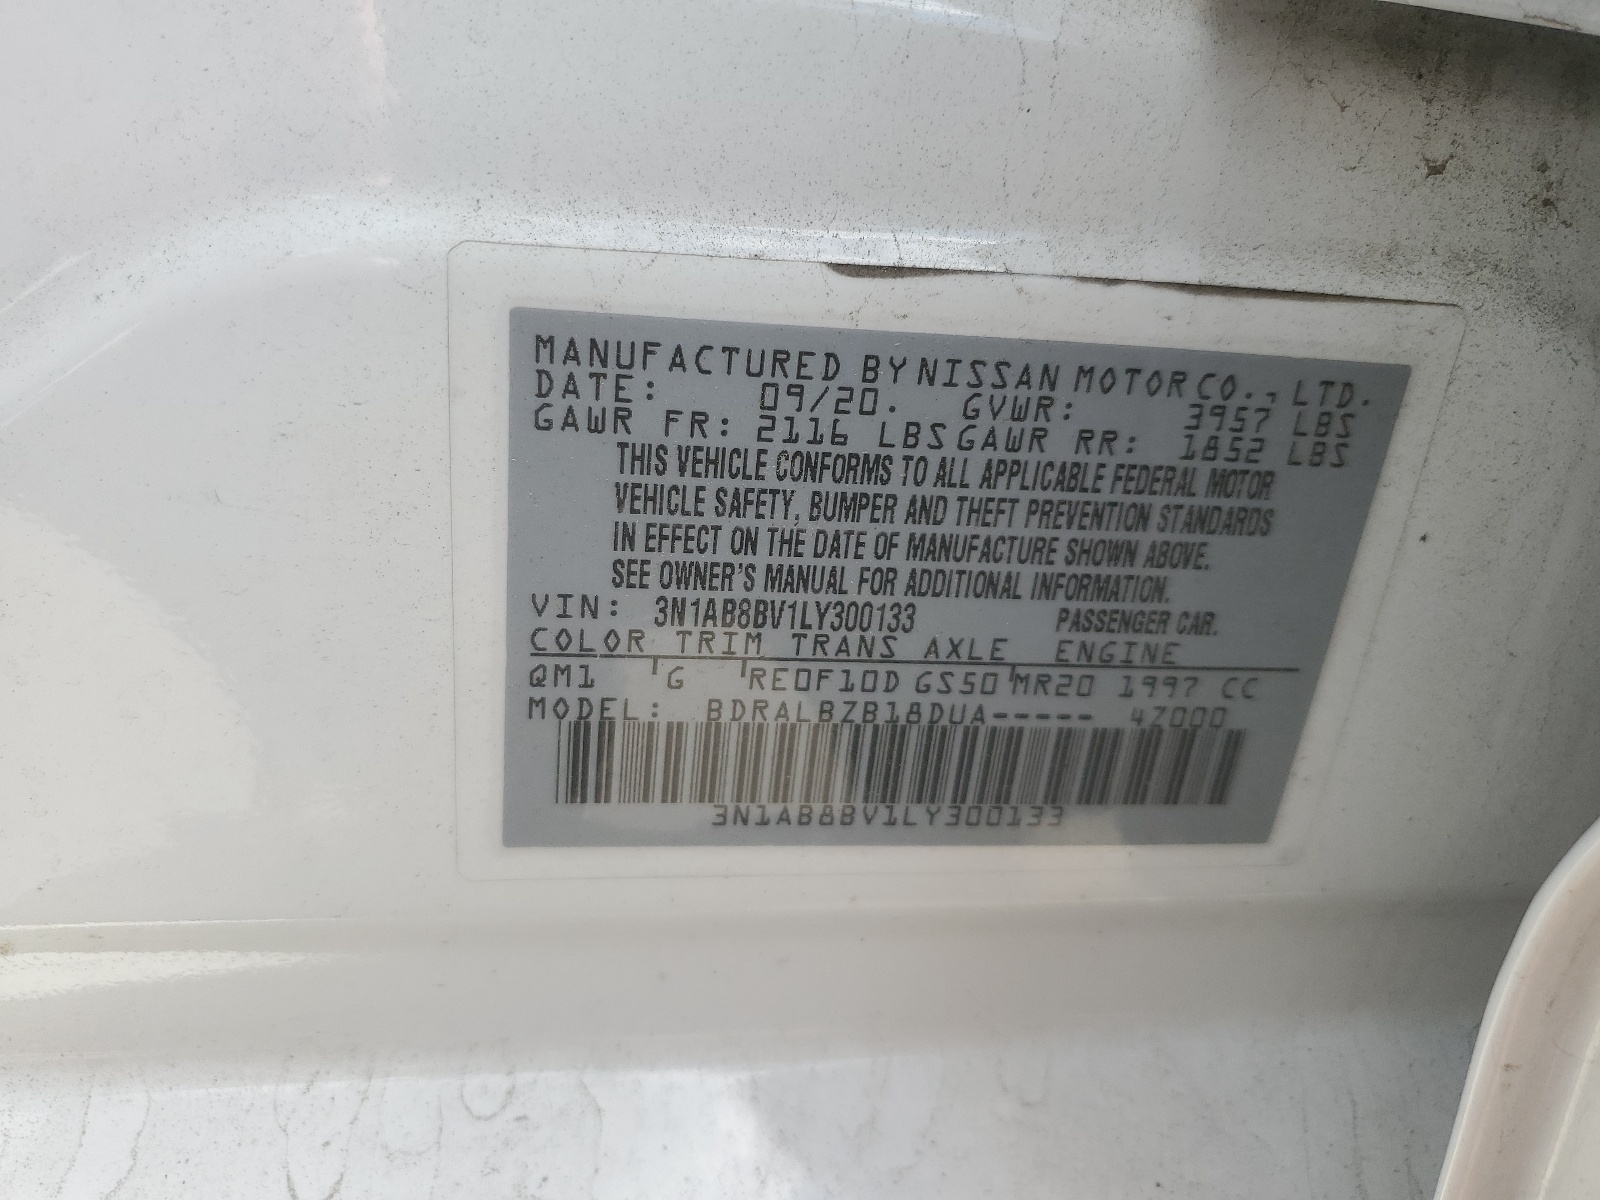 MANUFACTURED BY NISSAN MOTOR CO., LTD.
DATE: 09/20. GVWR: 3957 LBS
GAWR FR: 2116 LBS GAWR RR: 1852 LBS
THIS VEHICLE CONFORMS TO ALL APPLICABLE FEDERAL MOTOR
VEHICLE SAFETY, BUMPER AND THEFT PREVENTION STANDARDS
IN EFFECT ON THE DATE OF MANUFACTURE SHOWN ABOVE.
SEE OWNER'S MANUAL FOR ADDITIONAL INFORMATION.
VIN: 3N1AB8BV1LY300133 PASSENGER CAR.
COLOR TRIM TRANS AXLE ENGINE
QM1 G RE0F10D GS50 MR20 1997 CC
MODEL: BDRALBZB18DUA----- 4Z000
3N1AB8BV1LY300133